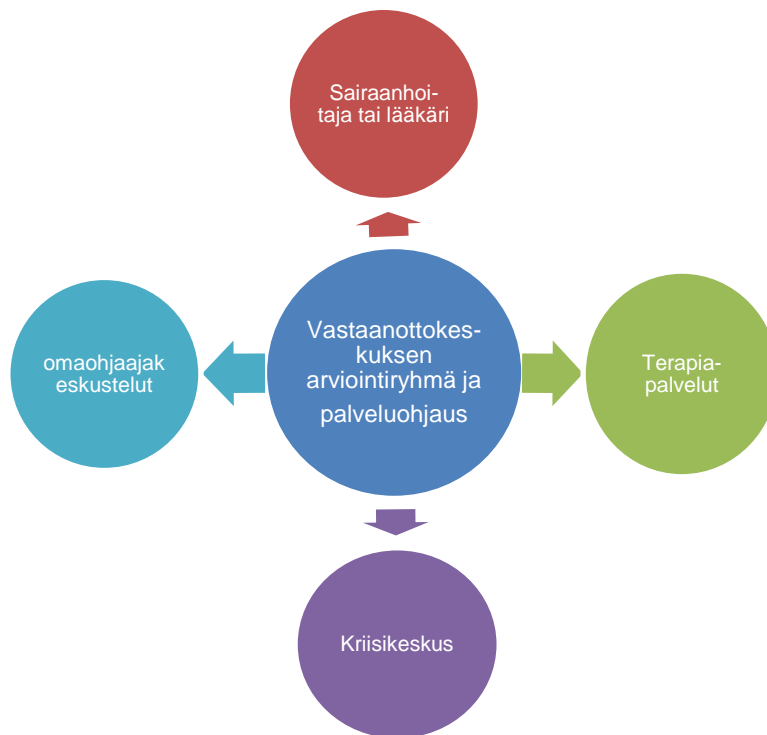 Sairaanhoi-
taja tai lääkäri
omaohjaajak
eskustelut
Vastaanottokes-
kuksen
arviointiryhmä ja
palveluohjaus
Terapia-
palvelut
Kriisikeskus